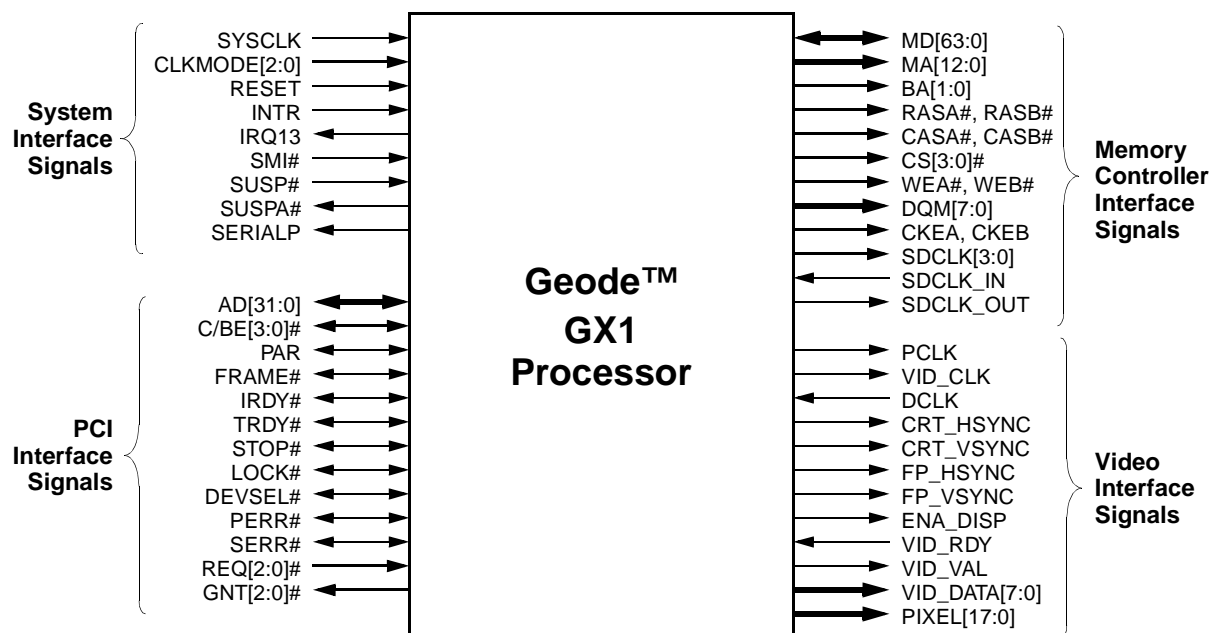 System
Interface
Signals
SYSCLK
CLKMODE[2:0]
RESET
INTR
IRQ13
SMI#
SUSP#
SUSPA#
SERIALP
PCI
Interface
Signals
AD[31:0]
C/BE[3:0]#
PAR
FRAME#
IRDY#
TRDY#
STOP#
LOCK#
DEVSEL#
PERR#
SERR#
REQ[2:0]#
GNT[2:0]#
Geode™
GX1
Processor
MD[63:0]
MA[12:0]
BA[1:0]
RASA#, RASB#
CASA#, CASB#
CS[3:0]#
WEA#, WEB#
DQM[7:0]
CKEA, CKEB
SDCLK[3:0]
SDCLK_IN
SDCLK_OUT
Memory
Controller
Interface
Signals
PCLK
VID_CLK
DCLK
CRT_HSYNC
CRT_VSYNC
FP_HSYNC
FP_VSYNC
ENA_DISP
VID_RDY
VID_VAL
VID_DATA[7:0]
PIXEL[17:0]
Video
Interface
Signals